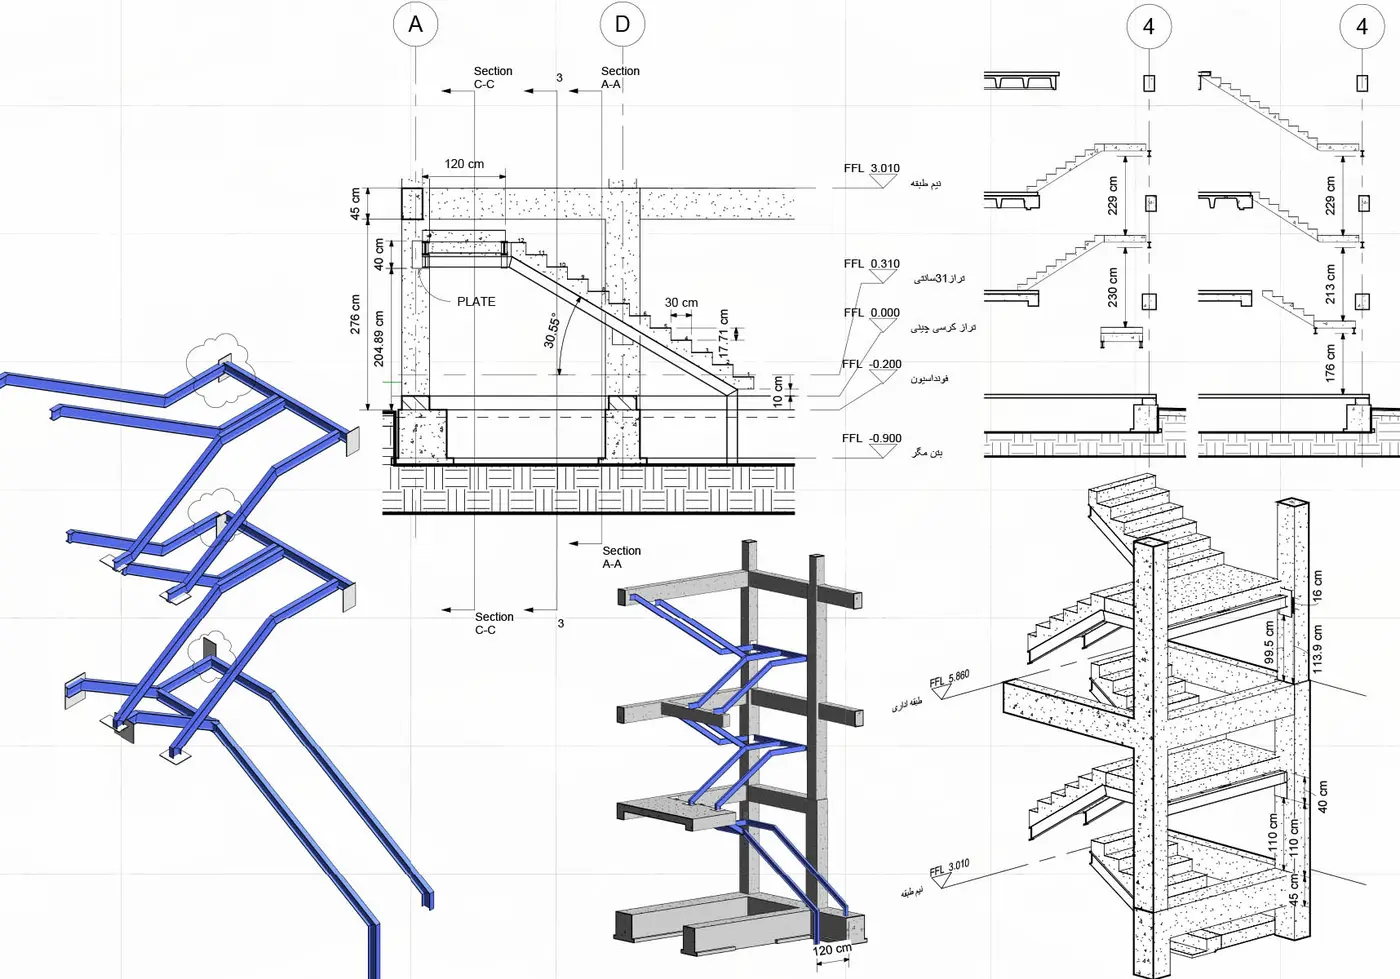 A
D
4
4
Section
C-C
3
Section
A-A
120 cm
45 cm
40 cm
276 cm
204.89 cm
PLATE
30.55°
30 cm
17.71 cm
10 cm
12
11
10
9
FFL 3.010
نیم طبقه
FFL 0.310
تراز 31سانتی
FFL 0.000
تراز کرسی چینی
FFL -0.200
فونداسیون
FFL -0.900
بتن مگر
229 cm
230 cm
229 cm
213 cm
176 cm
Section
A-A
Section
C-C
3
120 cm
FFL 5.860
طبقه اداری
FFL 3.010
نیم طبقه
16 cm
99.5 cm
113.9 cm
40 cm
110 cm
110 cm
45 cm